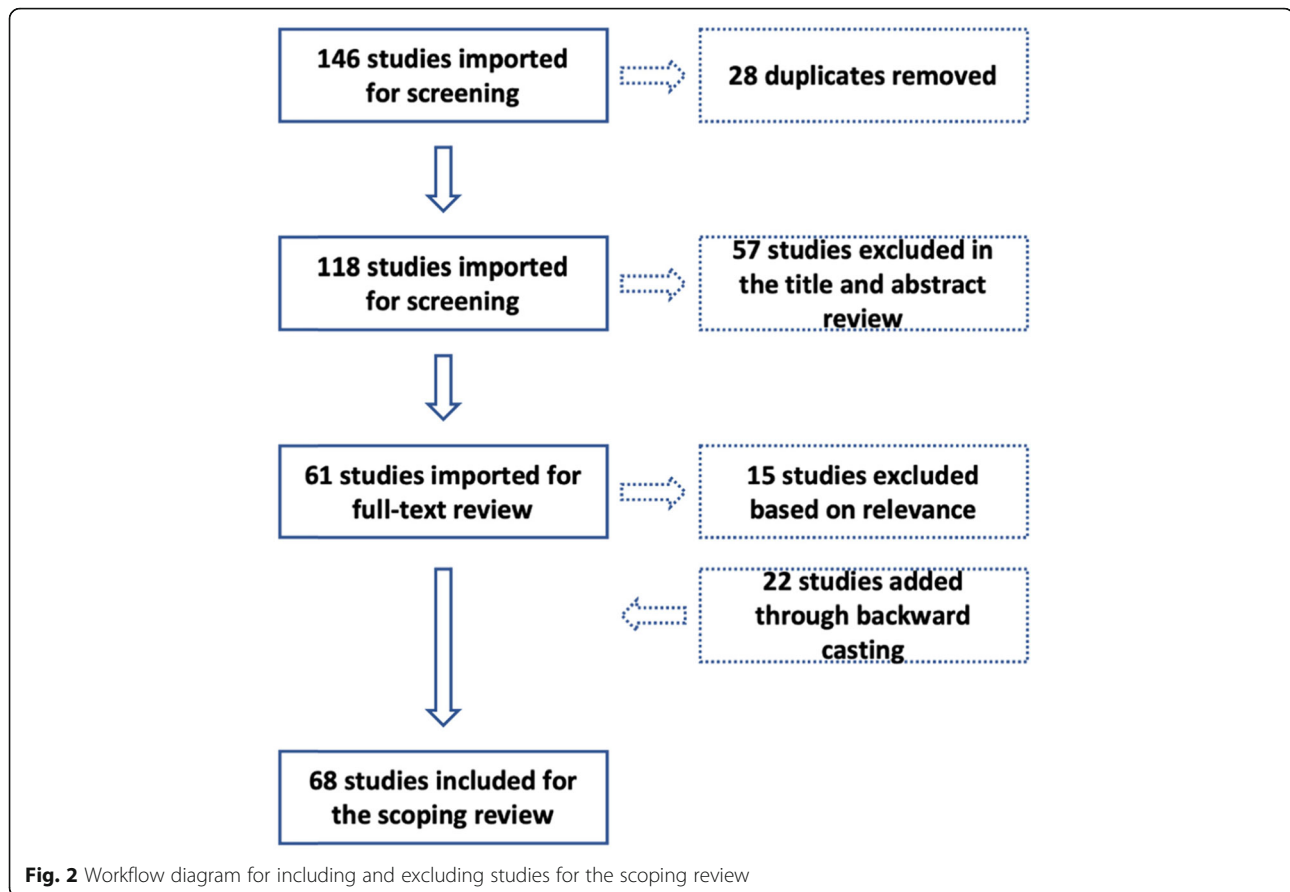 146 studies imported
for screening
28 duplicates removed
118 studies imported
for screening
57 studies excluded in
the title and abstract
review
61 studies imported for
full-text review
15 studies excluded
based on relevance
22 studies added
through backward
casting
68 studies included for
the scoping review
Fig. 2 Workflow diagram for including and excluding studies for the scoping review